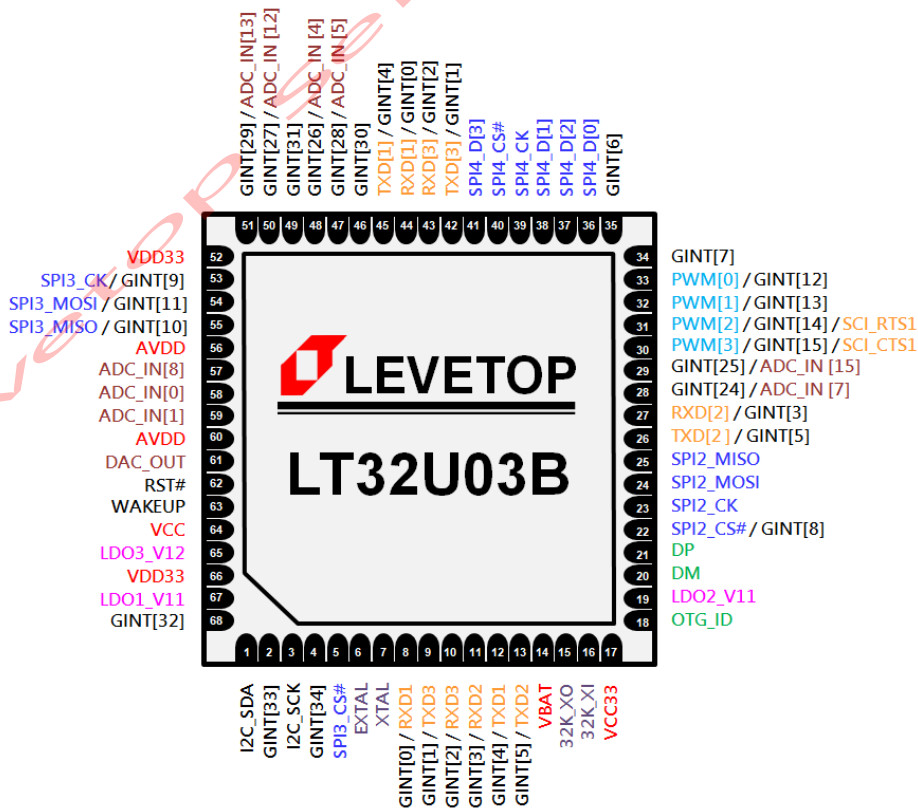 GINT[29] / ADC_IN[13]
GINT[27] / ADC_IN [12]
GINT[31]
GINT[26] / ADC_IN [4]
GINT[28] / ADC_IN [5]
GINT[30]
TXD[1] / GINT[4]
RXD[1] / GINT[0]
RXD[3] / GINT[2]
TXD[3] / GINT[1]
SPI4_D[3]
SPI4_CS#
SPI4_CK
SPI4_D[1]
SPI4_D[2]
SPI4_D[0]
GINT[6]
51 50 49 48 47 46 45 44 43 42 41 40 39 38 37 36 35
VDD33 52
SPI3_CK/ GINT[9] 53
SPI3_MOSI / GINT[11] 54
SPI3_MISO / GINT[10] 55
AVDD 56
ADC_IN[8] 57
ADC_IN[0] 58
ADC_IN[1] 59
AVDD 60
DAC_OUT 61
RST# 62
WAKEUP 63
VCC 64
LDO3_V12 65
VDD33 66
LDO1_V11 67
GINT[32] 68
LEVETOP
LT32U03B
34 GINT[7]
33 PWM[0] / GINT[12]
32 PWM[1] / GINT[13]
31 PWM[2] / GINT[14] / SCI_RTS1
30 PWM[3] / GINT[15] / SCI_CTS1
29 GINT[25] / ADC_IN [15]
28 GINT[24] / ADC_IN [7]
27 RXD[2] / GINT[3]
26 TXD[2 ] / GINT[5]
25 SPI2_MISO
24 SPI2_MOSI
23 SPI2_CK
22 SPI2_CS# / GINT[8]
21 DP
20 DM
19 LDO2_V11
18 OTG_ID
1 2 3 4 5 6 7 8 9 10 11 12 13 14 15 16 17
I2C_SDA
GINT[33]
I2C_SCK
GINT[34]
SPI3_CS#
EXTAL
XTAL
GINT[0] / RXD1
GINT[1] / TXD3
GINT[2] / RXD3
GINT[3] / RXD2
GINT[4] / TXD1
GINT[5] / TXD2
VBAT
32K_XO
32K_XI
VCC33